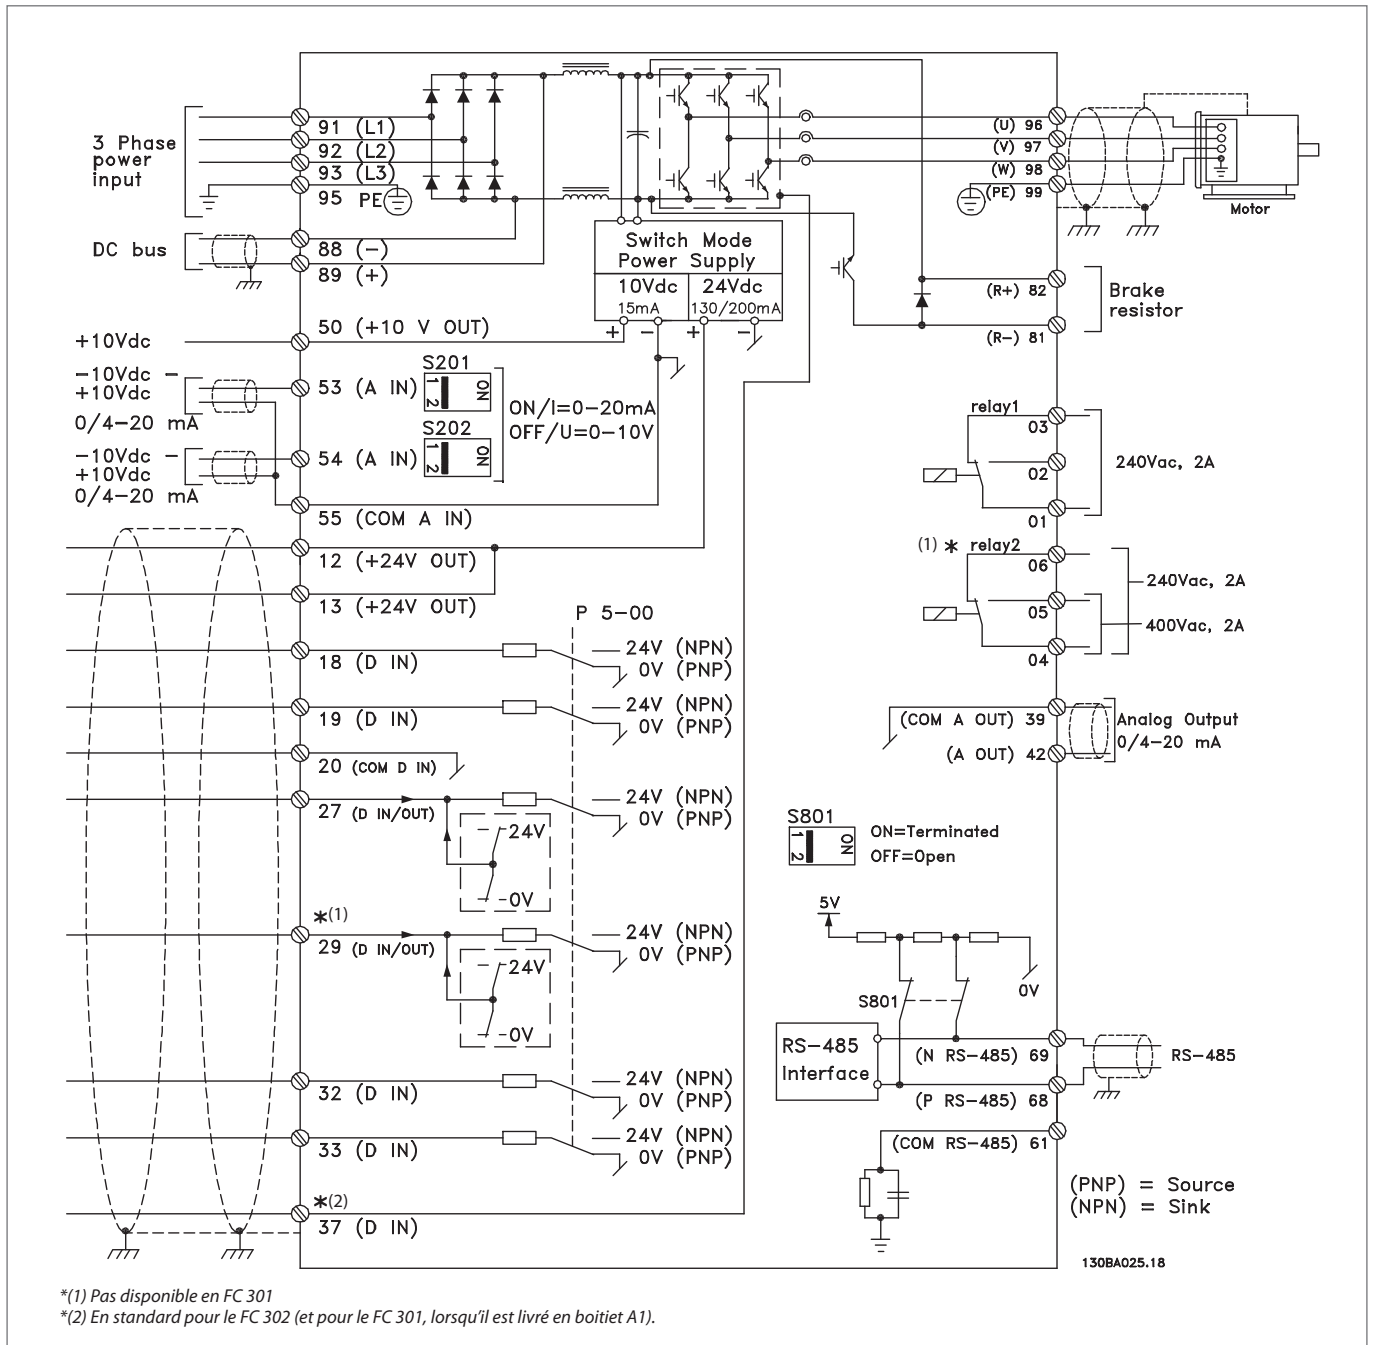 3 Phase
power
input
91 (L1)
92 (L2)
93 (L3)
95 PE
DC bus
88 (-)
89 (+)
Switch Mode
Power Supply
10Vdc
15mA
24Vdc
130/200mA
+ - + -
(U) 96
(V) 97
(W) 98
(PE) 99
Motor
(R+) 82
(R-) 81
Brake
resistor
+10Vdc
50 (+10 V OUT)
-10Vdc -
+10Vdc
0/4-20 mA
53 (A IN)
S201
1 2
ON
ON/I=0-20mA
OFF/U=0-10V
-10Vdc -
+10Vdc
0/4-20 mA
54 (A IN)
S202
1 2
ON
55 (COM A IN)
12 (+24V OUT)
13 (+24V OUT)
P 5-00
18 (D IN)
24V (NPN)
0V (PNP)
19 (D IN)
24V (NPN)
0V (PNP)
20 (COM D IN)
27 (D IN/OUT)
24V (NPN)
0V (PNP)
24V
0V
*(1)
29 (D IN/OUT)
24V (NPN)
0V (PNP)
24V
0V
32 (D IN)
24V (NPN)
0V (PNP)
33 (D IN)
24V (NPN)
0V (PNP)
*(2)
37 (D IN)
relay1
03
02
01
240Vac, 2A
(1) * relay2
06
05
04
240Vac, 2A
400Vac, 2A
(COM A OUT) 39
(A OUT) 42
Analog Output
0/4-20 mA
S801
1 2
ON
ON=Terminated
OFF=Open
5V
0V
S801
RS-485
Interface
(N RS-485) 69
(P RS-485) 68
RS-485
(COM RS-485) 61
(PNP) = Source
(NPN) = Sink
130BA025.18
*(1) Pas disponible en FC 301
*(2) En standard pour le FC 302 (et pour le FC 301, lorsqu'il est livré en boitiet A1).